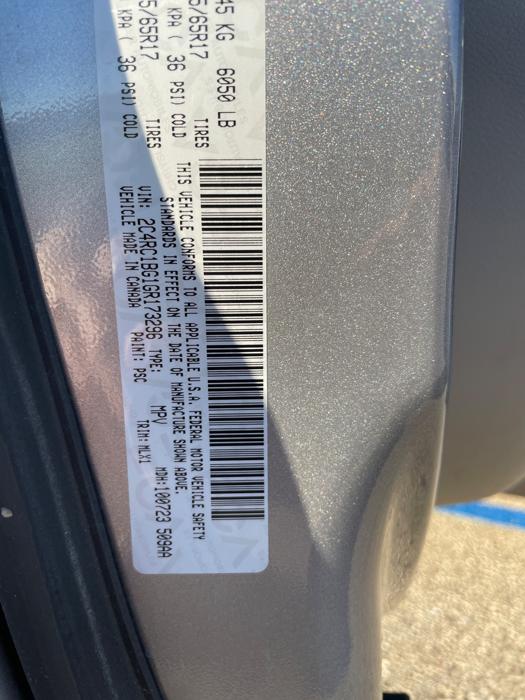 45 KG 6050 LB
5/65R17 TIRES
KPA ( 36 PSI) COLD
5/65R17 TIRES
KPA ( 36 PSI) COLD
THIS VEHICLE CONFORMS TO ALL APPLICABLE U.S.A. FEDERAL MOTOR VEHICLE SAFETY
STANDARDS IN EFFECT ON THE DATE OF MANUFACTURE SHOWN ABOVE.
VIN: 2C4RC1BG1GR173296 TYPE: MPV MDH:100723 509AA
VEHICLE MADE IN CANADA PAINT: PSC TRIM:MLX1